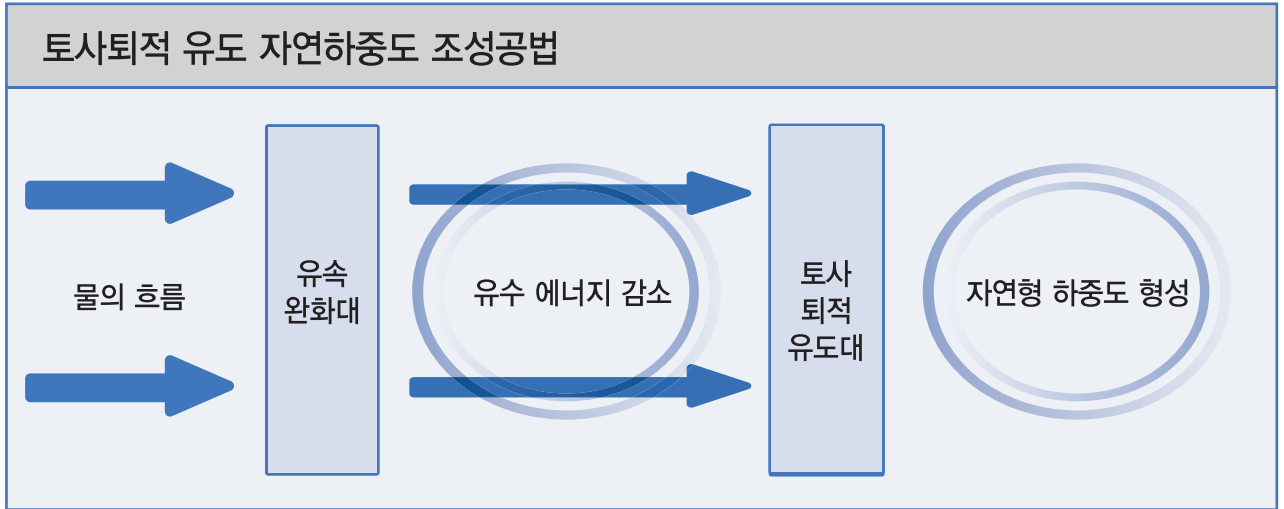 토사퇴적 유도 자연하중도 조성공법
물의 흐름
유속
완화대
유수 에너지 감소
토사
퇴적
유도대
자연형 하중도 형성